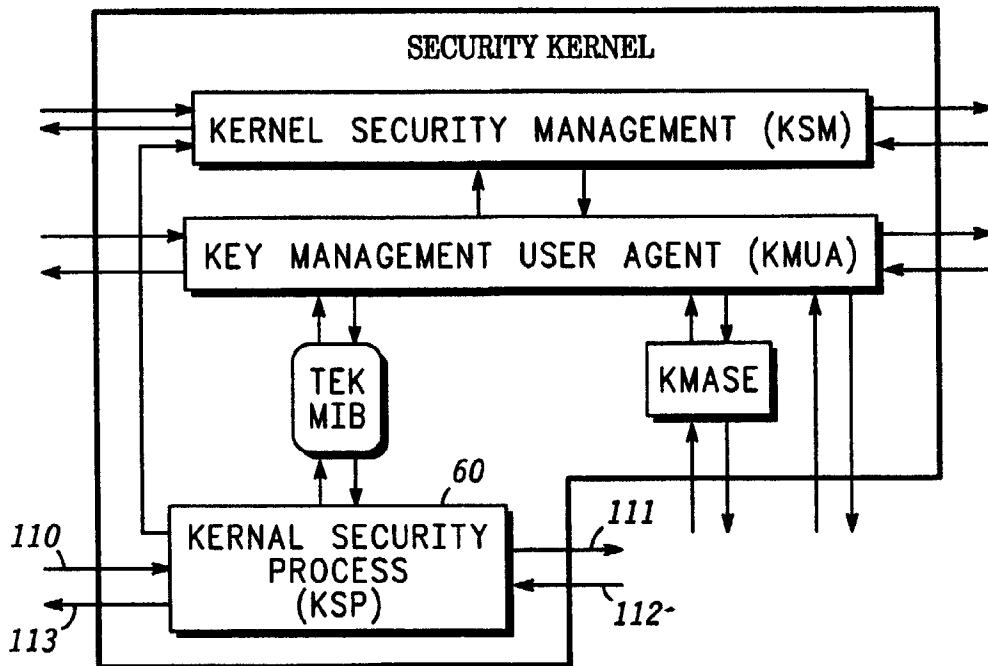 SECURITY KERNEL
KERNEL SECURITY MANAGEMENT (KSM)
KEY MANAGEMENT USER AGENT (KMUA)
TEK
MIB
KMASE
60
KERNAL SECURITY
PROCESS
(KSP)
110
111
112
113